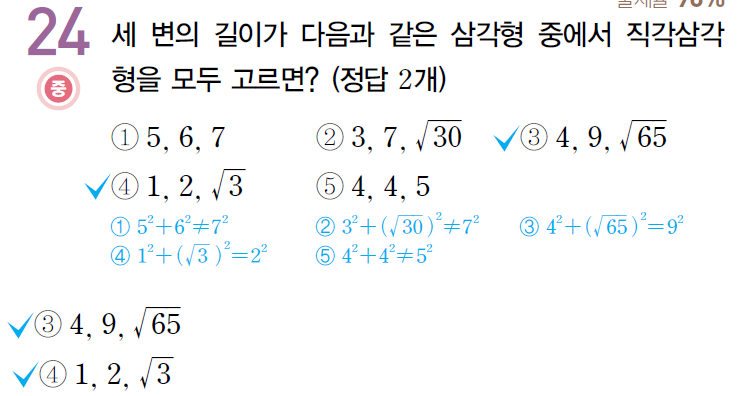 24 세 변의 길이가 다음과 같은 삼각형 중에서 직각삼각
중 형을 모두 고르면? (정답 2개)
① 5, 6, 7 ② 3, 7, √30 ③ 4, 9, √65
④ 1, 2, √3 ⑤ 4, 4, 5
① 5²+6²≠7² ② 3²+(√30)²≠7² ③ 4²+(√65)²=9²
④ 1²+(√3)²=2² ⑤ 4²+4²≠5²
③ 4, 9, √65
④ 1, 2, √3